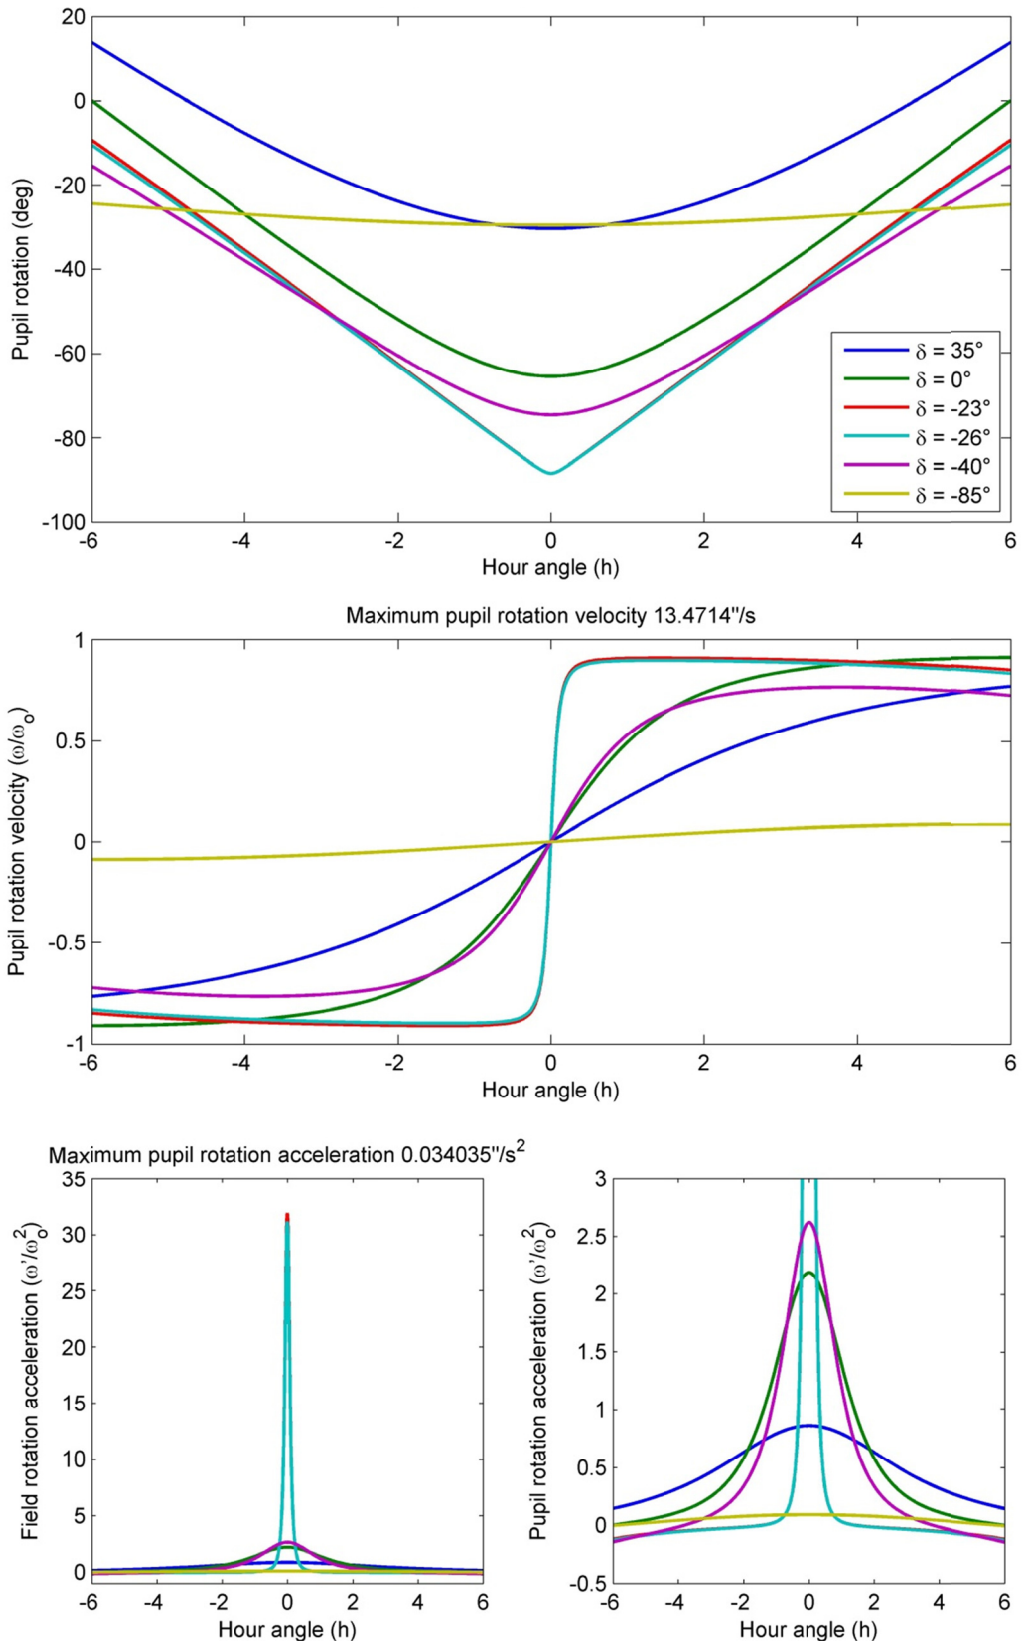 20
0
-20
-40
-60
-80
-100
Pupil rotation (deg)
δ = 35°
δ = 0°
δ = -23°
δ = -26°
δ = -40°
δ = -85°
-6 -4 -2 0 2 4 6
Hour angle (h)
Maximum pupil rotation velocity 13.4714"/s
1
0.5
0
-0.5
-1
Pupil rotation velocity (ω/ω₀)
-6 -4 -2 0 2 4 6
Hour angle (h)
Maximum pupil rotation acceleration 0.034035"/s²
35
30
25
20
15
10
5
0
Field rotation acceleration (ω'/ω₀²)
-6 -4 -2 0 2 4 6
Hour angle (h)
3
2.5
2
1.5
1
0.5
0
-0.5
Pupil rotation acceleration (ω'/ω₀²)
-6 -4 -2 0 2 4 6
Hour angle (h)